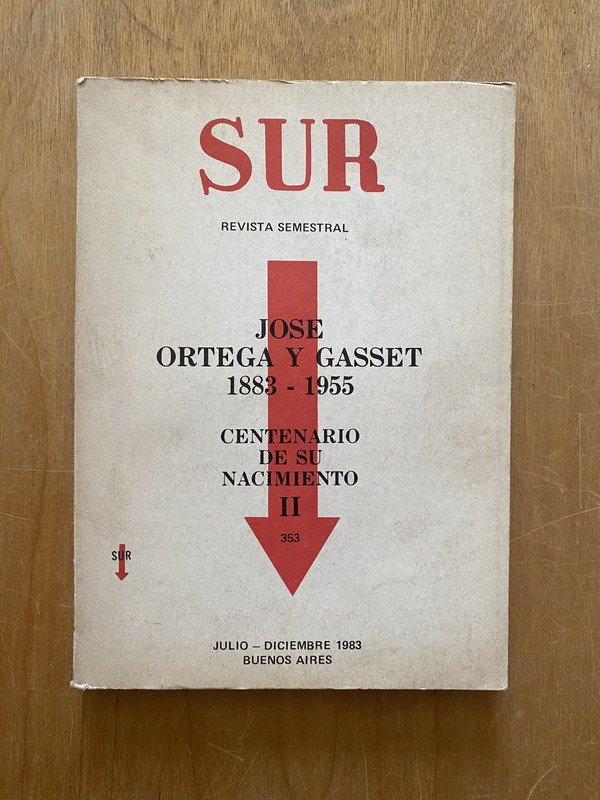 SUR
REVISTA SEMESTRAL
JOSE
ORTEGA Y GASSET
1883 - 1955
CENTENARIO
DE SU
NACIMIENTO
II
353
SUR
JULIO – DICIEMBRE 1983
BUENOS AIRES